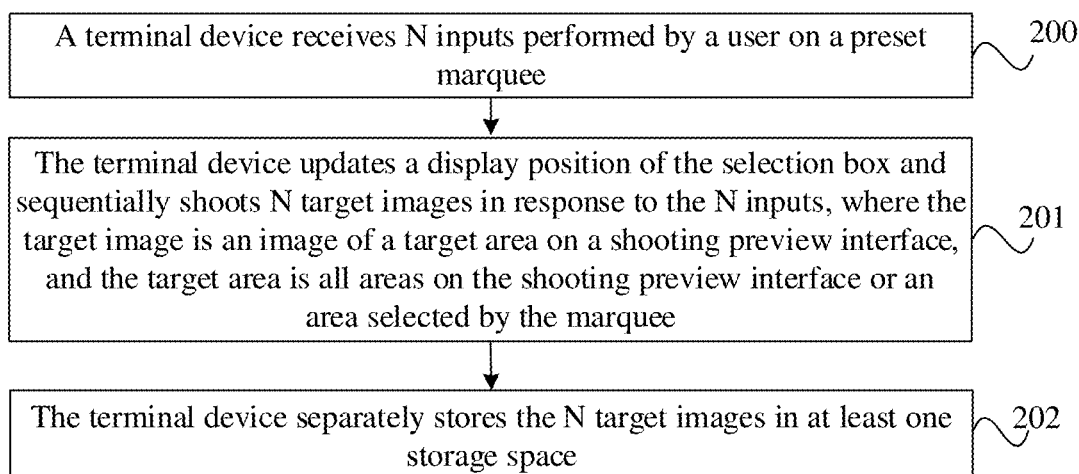 A terminal device receives N inputs performed by a user on a preset
marquee
200
The terminal device updates a display position of the selection box and
sequentially shoots N target images in response to the N inputs, where the
target image is an image of a target area on a shooting preview interface,
and the target area is all areas on the shooting preview interface or an
area selected by the marquee
201
The terminal device separately stores the N target images in at least one
storage space
202